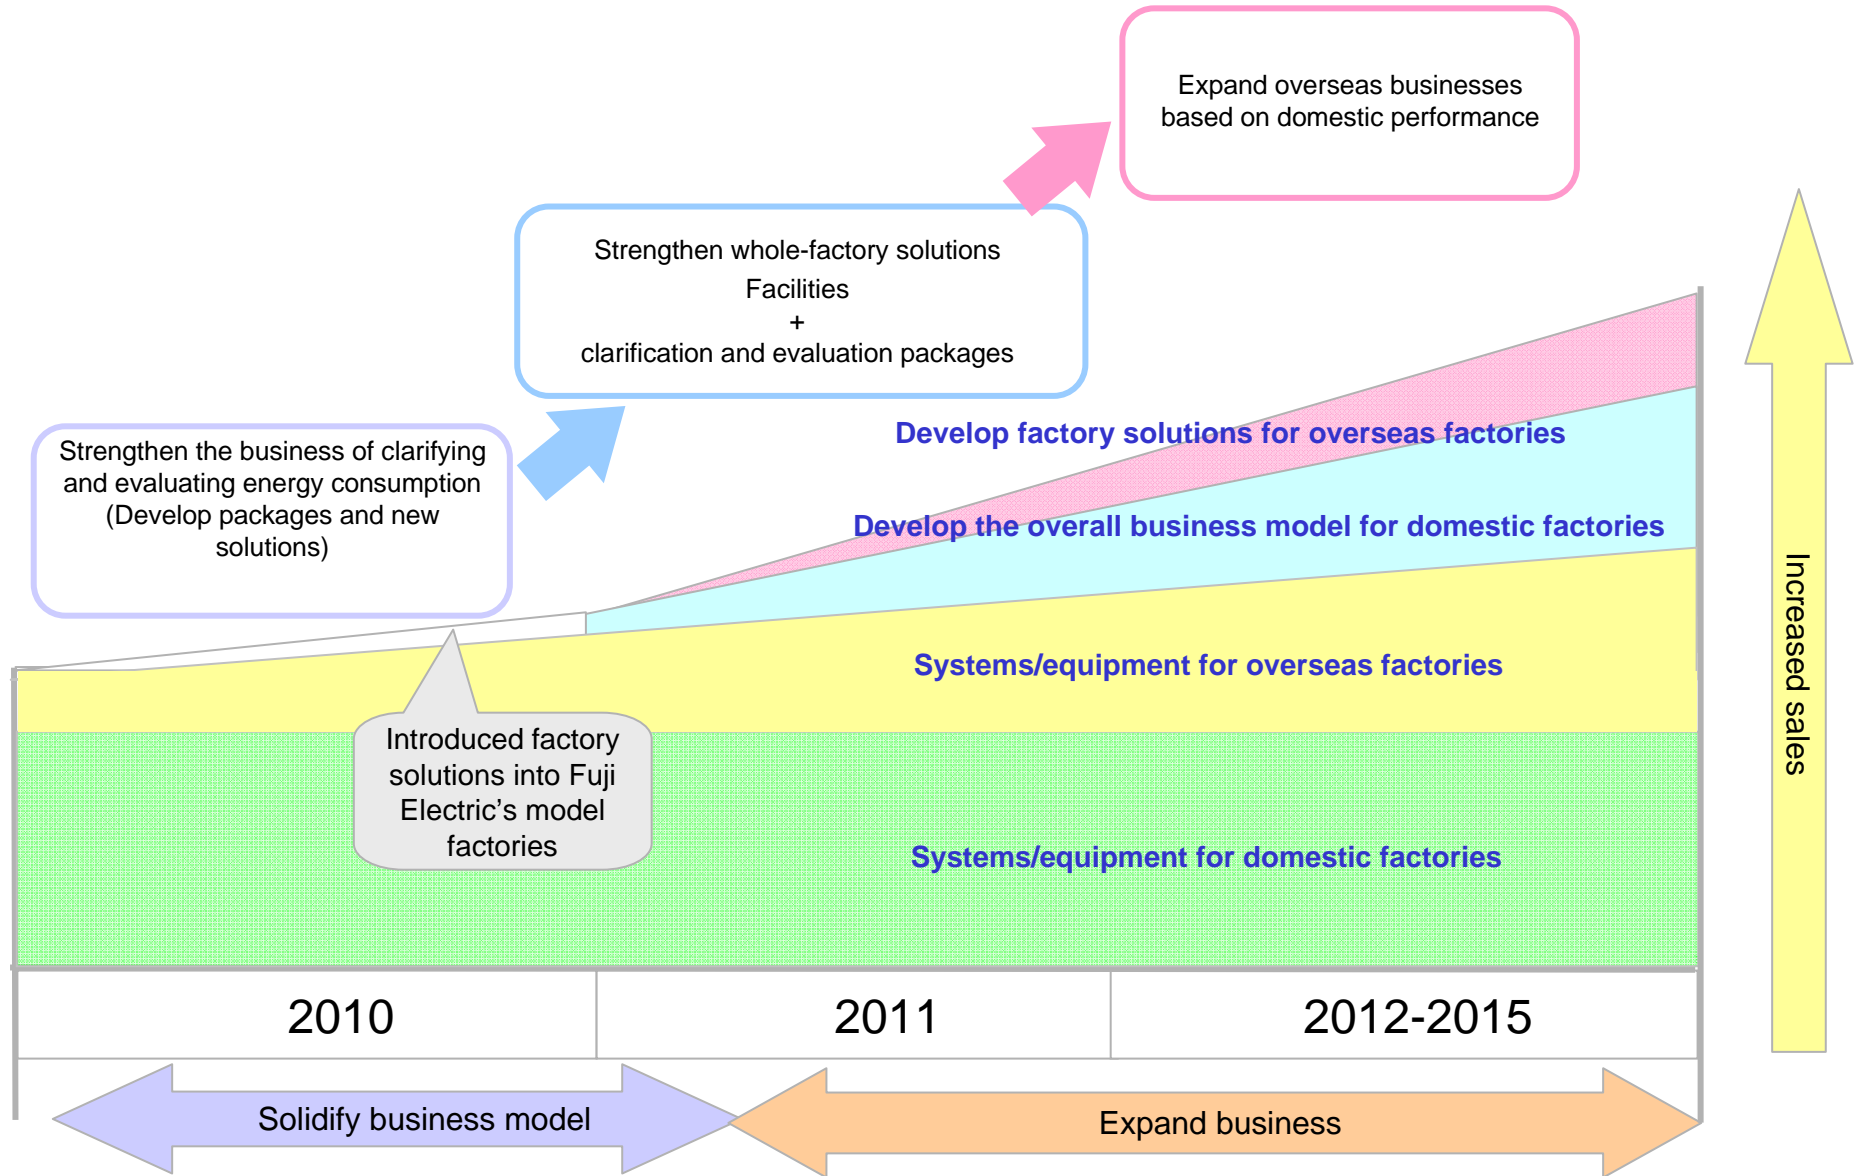 Expand overseas businesses
based on domestic performance
Strengthen whole-factory solutions
Facilities
+
clarification and evaluation packages
Strengthen the business of clarifying
and evaluating energy consumption
(Develop packages and new
solutions)
Develop factory solutions for overseas factories
Develop the overall business model for domestic factories
Systems/equipment for overseas factories
Introduced factory
solutions into Fuji
Electric’s model
factories
Systems/equipment for domestic factories
Increased sales
2010
2011
2012-2015
Solidify business model
Expand business